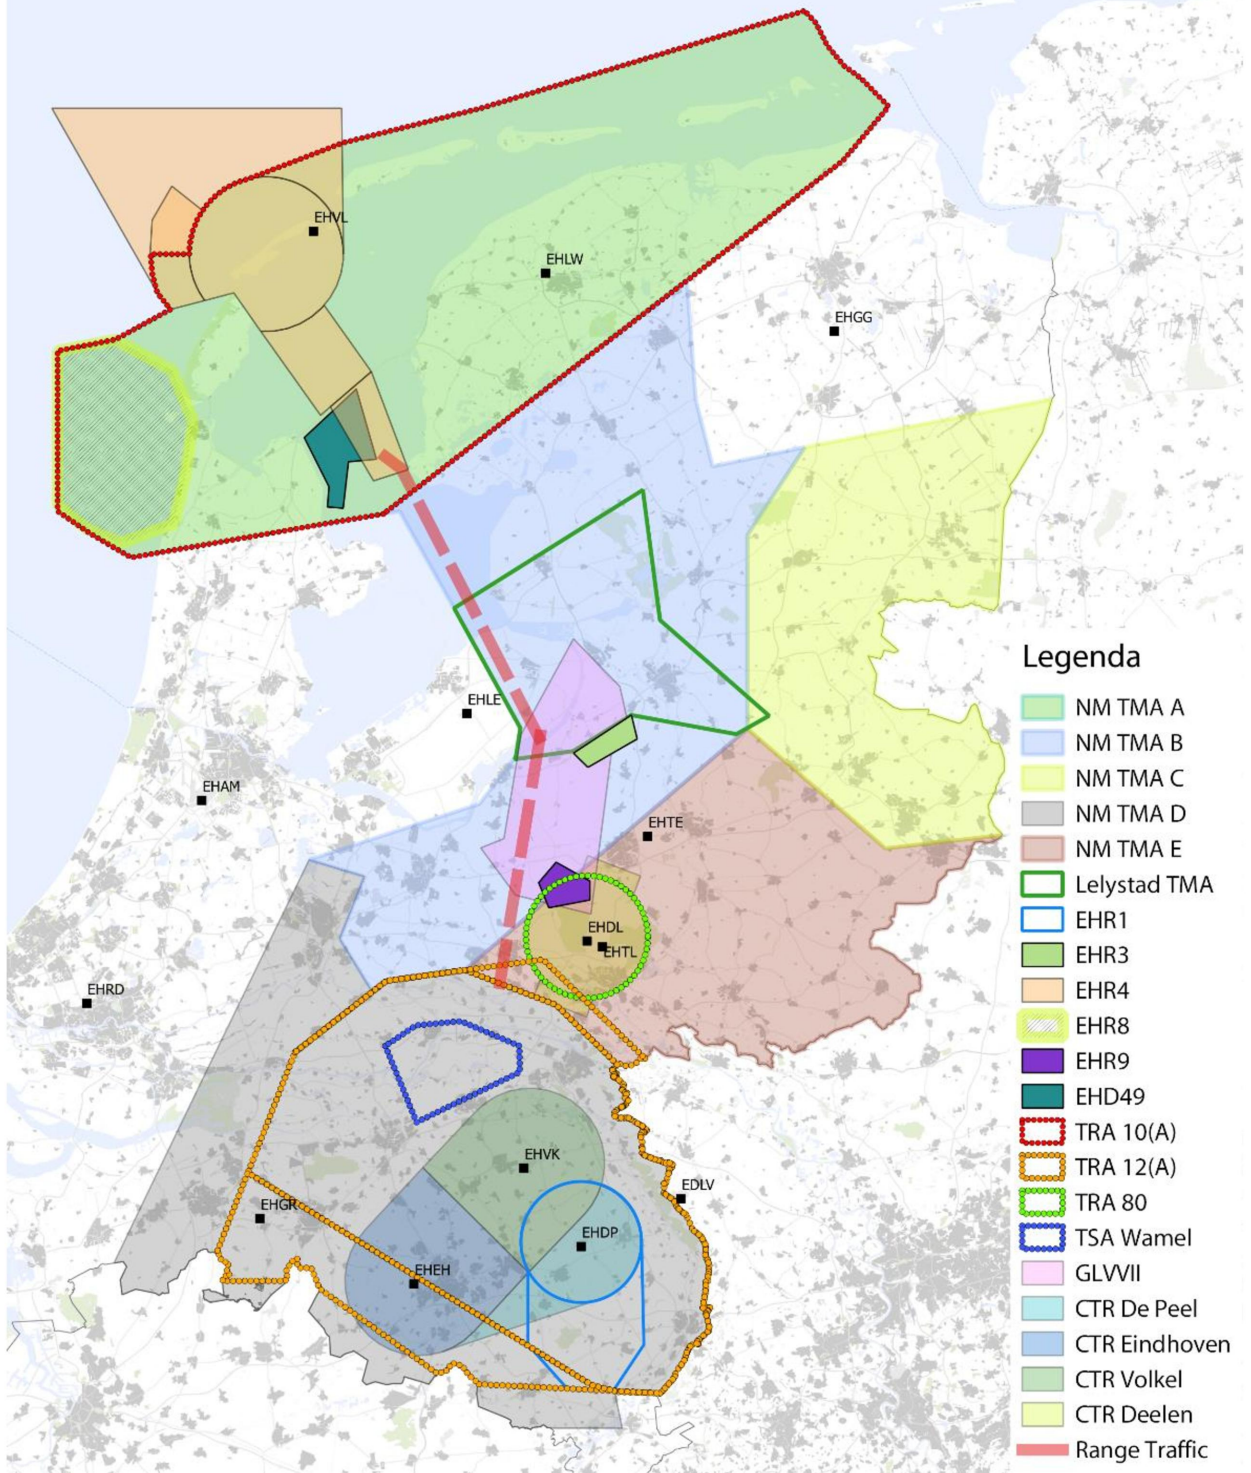 EHVL
EHLW
EHGG
EHLE
EHAM
EHTE
EHDL
EHTL
EHRD
EHVK
EDLV
EHGR
EHDP
EHEH
Legenda
NM TMA A
NM TMA B
NM TMA C
NM TMA D
NM TMA E
Lelystad TMA
EHR1
EHR3
EHR4
EHR8
EHR9
EHD49
TRA 10(A)
TRA 12(A)
TRA 80
TSA Wamel
GLVVII
CTR De Peel
CTR Eindhoven
CTR Volkel
CTR Deelen
Range Traffic